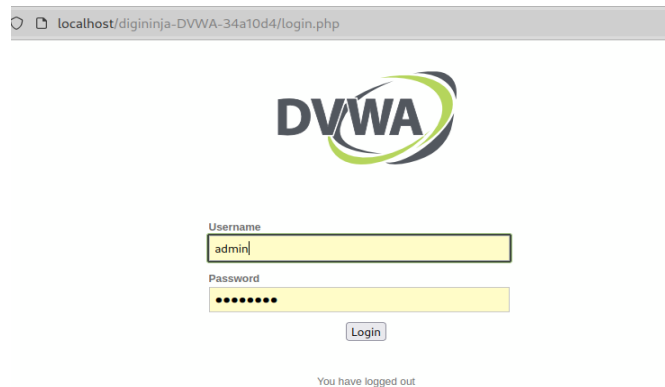 localhost/digininja-DVWA-34a10d4/login.php
DVWA
Username
admin
Password
••••••••
Login
You have logged out